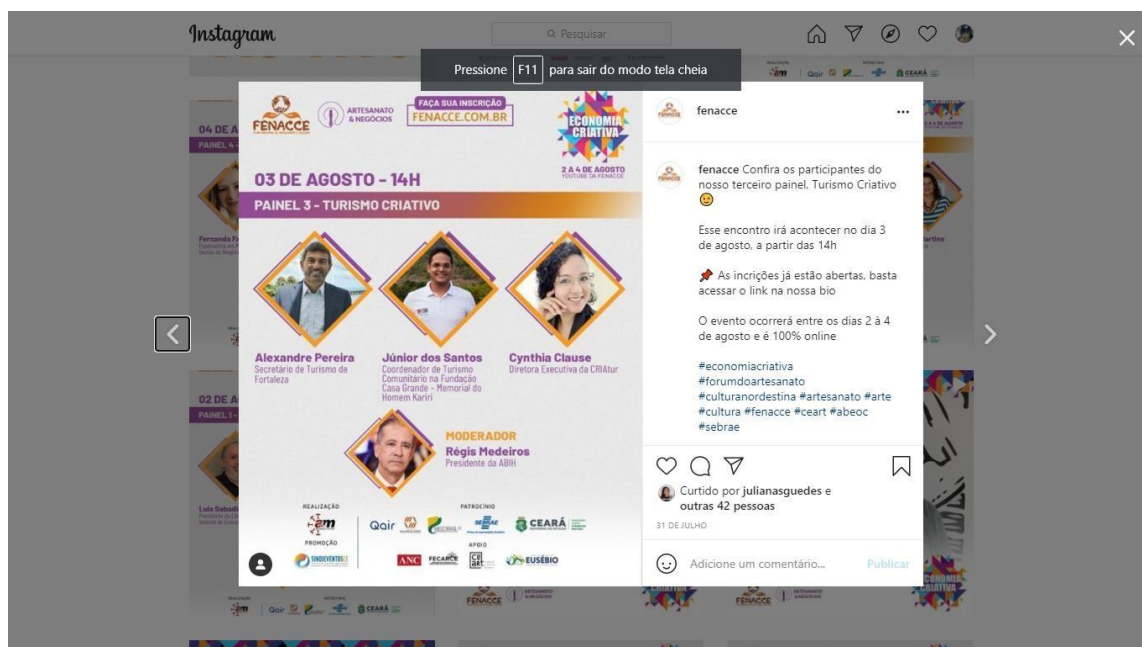 Instagram
Pesquisar
Pressione F11 para sair do modo tela cheia
FENACCE
ARTESANATO
& NEGÓCIOS
FAÇA SUA INSCRIÇÃO
FENACCE.COM.BR
ECONOMIA
CRIATIVA
2 A 4 DE AGOSTO
YOUTUBE DA FENACCE
03 DE AGOSTO - 14H
PAINEL 3 - TURISMO CRIATIVO
Alexandre Pereira
Secretário de Turismo de
Fortaleza
Júnior dos Santos
Coordenador de Turismo
Comunitário na Fundação
Casa Grande - Memorial do
Homem Kariri
Cynthia Clause
Diretora Executiva da CRIAtur
MODERADOR
Régis Medeiros
Presidente da ABIH
REALIZAÇÃO
PATROCÍNIO
Qair
SEBRAE
CEARÁ
PROMOÇÃO
APOIO
SINDIEVENTOS
ANC
FECARCE
EUSÉBIO
fenacce
fenacce Confira os participantes do
nosso terceiro painel, Turismo Criativo
Esse encontro irá acontecer no dia 3
de agosto, a partir das 14h
As incrições já estão abertas, basta
acessar o link na nossa bio
O evento ocorrerá entre os dias 2 à 4
de agosto e é 100% online
#economiacriativa
#forumdoartesanato
#culturanordestina #artesanato #arte
#cultura #fenacce #ceart #abeoc
#sebrae
Curtido por julianasguedes e
outras 42 pessoas
31 DE JULHO
Adicione um comentário...
Publicar
04 DE A
PAINEL 4 -
02 DE A
PAINEL 1 -
FENACCE
FENACCE
Qair
CEARÁ